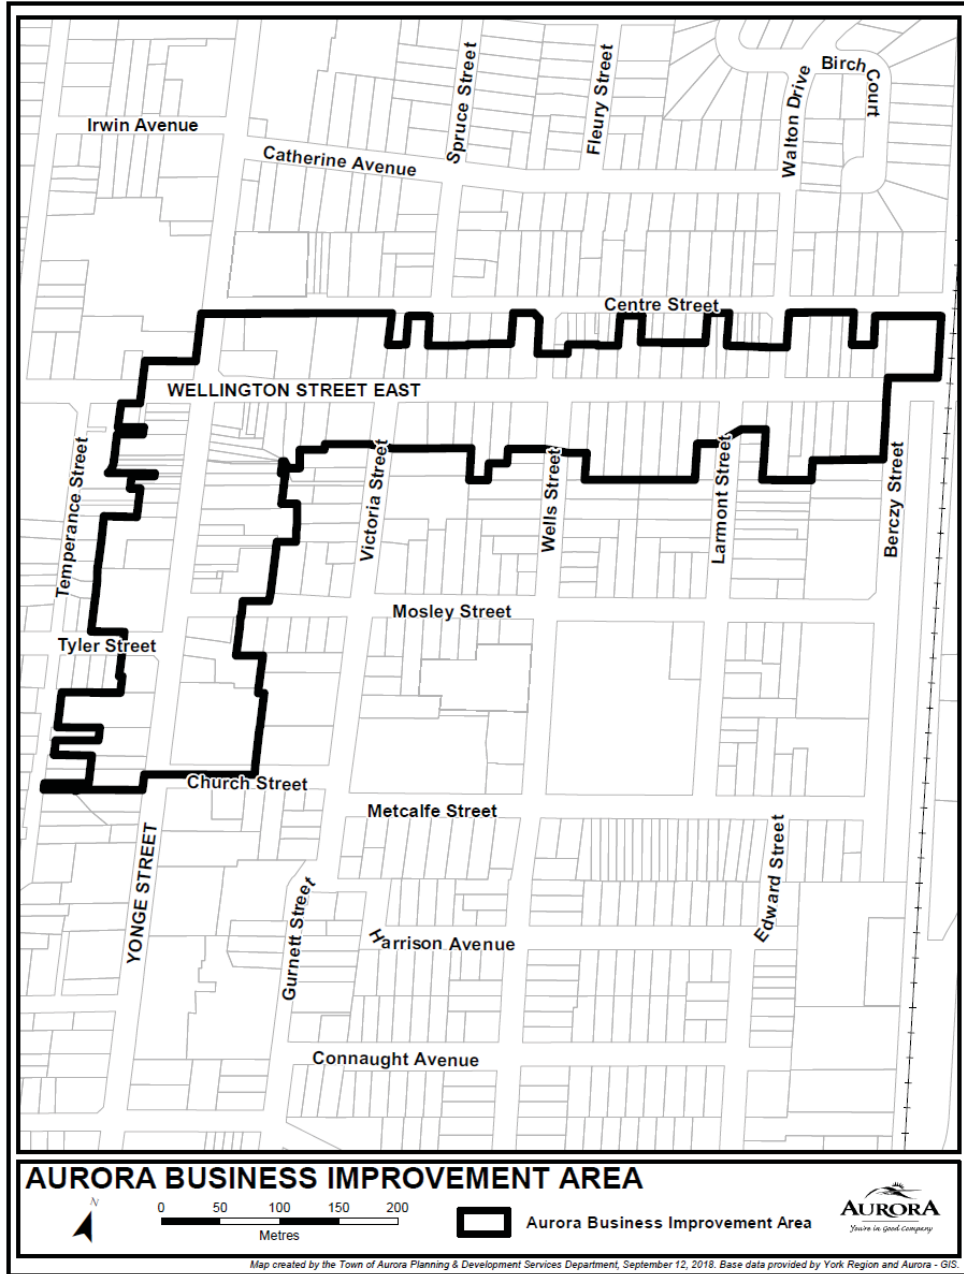 Birch Court
Walton Drive
Fleury Street
Spruce Street
Irwin Avenue
Catherine Avenue
Centre Street
WELLINGTON STREET EAST
Temperance Street
Victoria Street
Wells Street
Larmont Street
Berczy Street
Mosley Street
Tyler Street
Church Street
Metcalfe Street
YONGE STREET
Gurnett Street
Edward Street
Harrison Avenue
Connaught Avenue
AURORA BUSINESS IMPROVEMENT AREA
N
0 50 100 150 200
Metres
Aurora Business Improvement Area
AURORA
You're in Good Company
Map created by the Town of Aurora Planning & Development Services Department, September 12, 2018. Base data provided by York Region and Aurora - GIS.